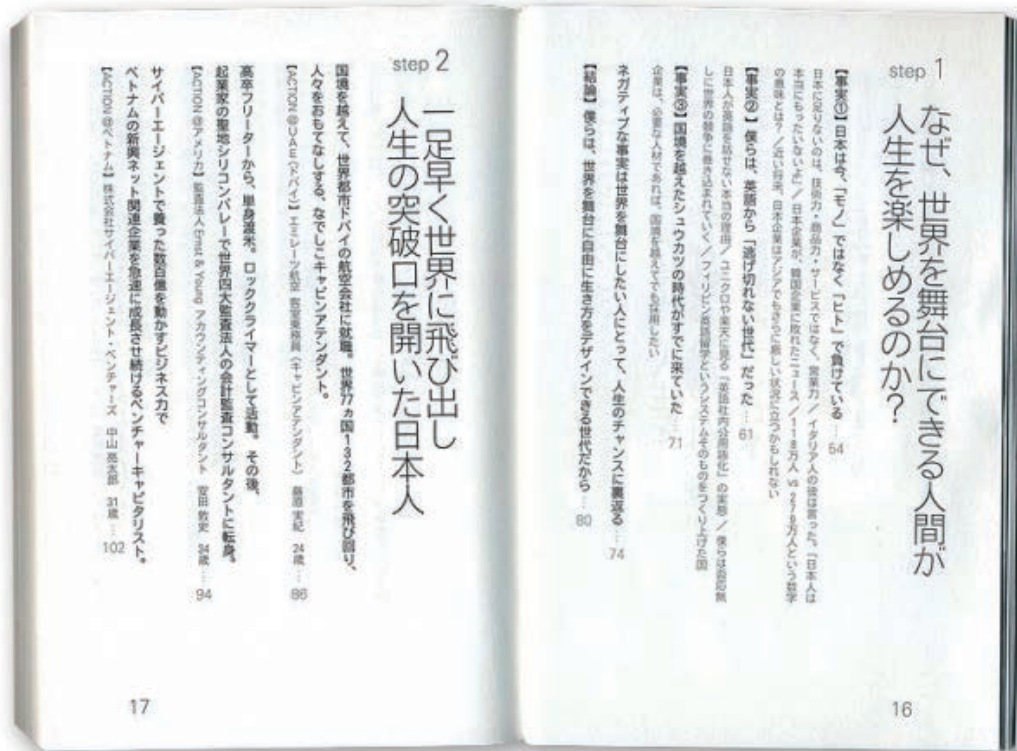 step 1
なぜ、世界を舞台にできる人間が
人生を楽しめるのか？
【事実①】日本は今、「モノ」ではなく「ヒト」で負けている … 54
日本に足りないのは、技術力・商品力・サービスではなく、営業力 ／ イタリア人の彼は言った。「日本人は
本当にもったいないよ」 ／ 日本企業が、韓国企業に敗れたニュース ／ 118万人 vs 276万人という数字
の意味とは？ ／ 近い将来、日本企業はアジアでもさらに厳しい状況に立つかもしれない
【事実②】僕らは、英語から「逃げ切れない世代」だった … 61
日本人が英語を話せない本当の理由 ／ ユニクロや楽天に見る「英語社内公用語化」の実態 ／ 僕らは否応無
しに世界の競争に巻き込まれていく ／ フィリピン英語留学というシステムそのものをつくり上げた国
【事実③】国境を越えたシュウカツの時代がすでに来ていた … 71
企業は、必要な人材であれば、国境を越えてでも採用したい
ネガティブな事実は世界を舞台にしたい人にとって、人生のチャンスに裏返る … 74
【結論】僕らは、世界を舞台に自由に生き方をデザインできる世代だから … 80
16
step 2
一足早く世界に飛び出し
人生の突破口を開いた日本人
国境を越えて、世界都市ドバイの航空会社に就職。世界77ヵ国132都市を飛び回り、
人々をおもてなしする、なでしこキャビンアテンダント。
【ACTION @UAE（ドバイ）】エミレーツ航空 客室乗務員（キャビンアテンダント） 藤原 実紀 24歳 … 86
高卒フリーターから、単身渡米。ロッククライマーとして活動。その後、
起業家の聖地シリコンバレーで世界四大監査法人の会計監査コンサルタントに転身。
【ACTION @アメリカ】監査法人 Ernst & Young アカウンティングコンサルタント 安田 敦史 34歳 … 94
サイバーエージェントで養った数百億を動かすビジネス力で
ベトナムの新興ネット関連企業を急速に成長させ続けるベンチャーキャピタリスト。
【ACTION @ベトナム】株式会社サイバーエージェント・ベンチャーズ 中山 亮太郎 31歳 … 102
17